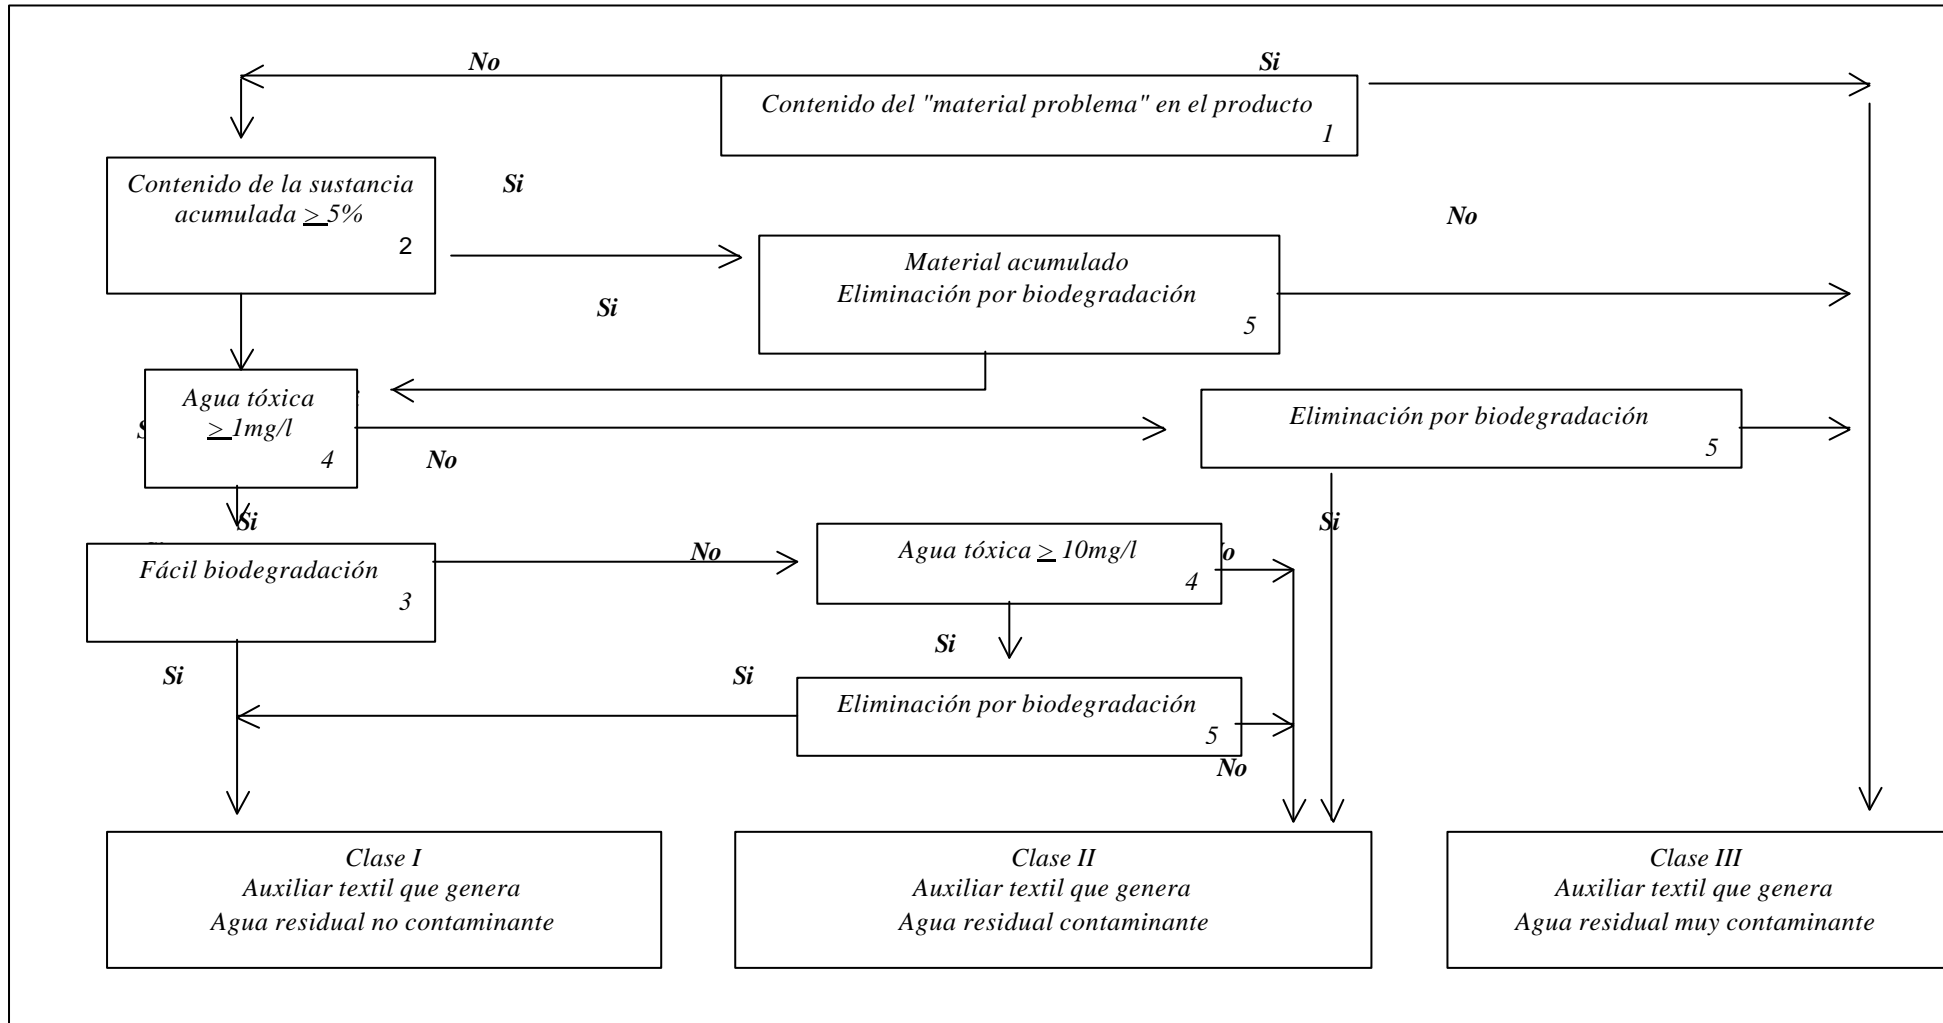 No
Si
Contenido del "material problema" en el producto
1
Contenido de la sustancia
acumulada ≥ 5%
2
Si
No
Material acumulado
Eliminación por biodegradación
5
Si
Agua tóxica
≥ 1mg/l
4
No
Eliminación por biodegradación
5
Si
Si
Fácil biodegradación
3
No
Agua tóxica ≥ 10mg/l
4
Si
Si
Si
Eliminación por biodegradación
5
No
Clase I
Auxiliar textil que genera
Agua residual no contaminante
Clase II
Auxiliar textil que genera
Agua residual contaminante
Clase III
Auxiliar textil que genera
Agua residual muy contaminante